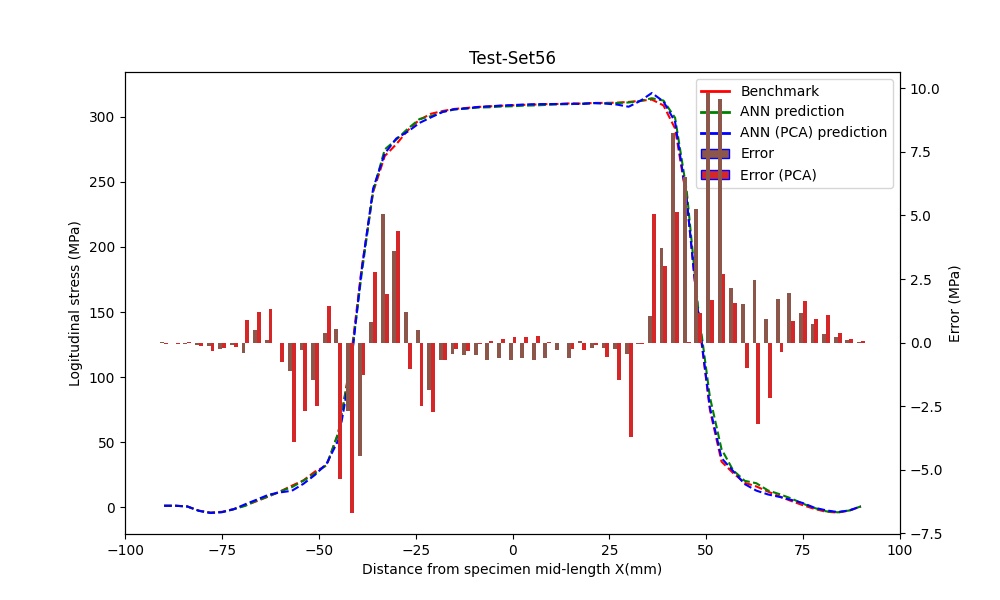 Test-Set56
Benchmark
ANN prediction
ANN (PCA) prediction
Error
Error (PCA)
300
250
200
150
100
50
0
Logitudinal stress (MPa)
10.0
7.5
5.0
2.5
0.0
−2.5
−5.0
−7.5
Error (MPa)
−100 −75 −50 −25 0 25 50 75 100
Distance from specimen mid-length X(mm)